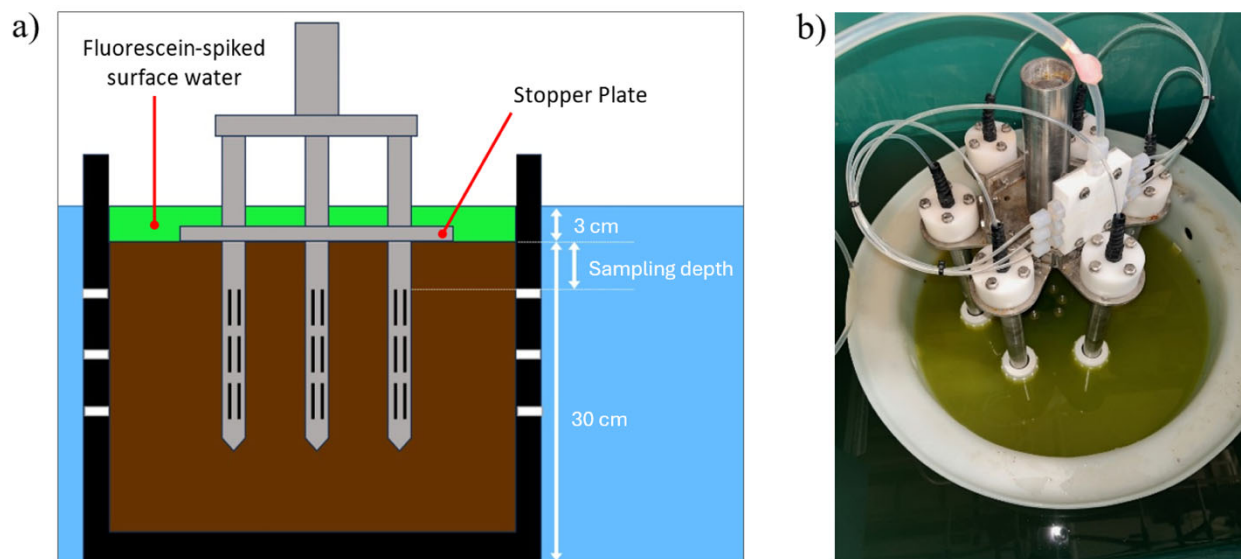 a)
Fluorescein-spiked
surface water
Stopper Plate
3 cm
Sampling depth
30 cm
b)